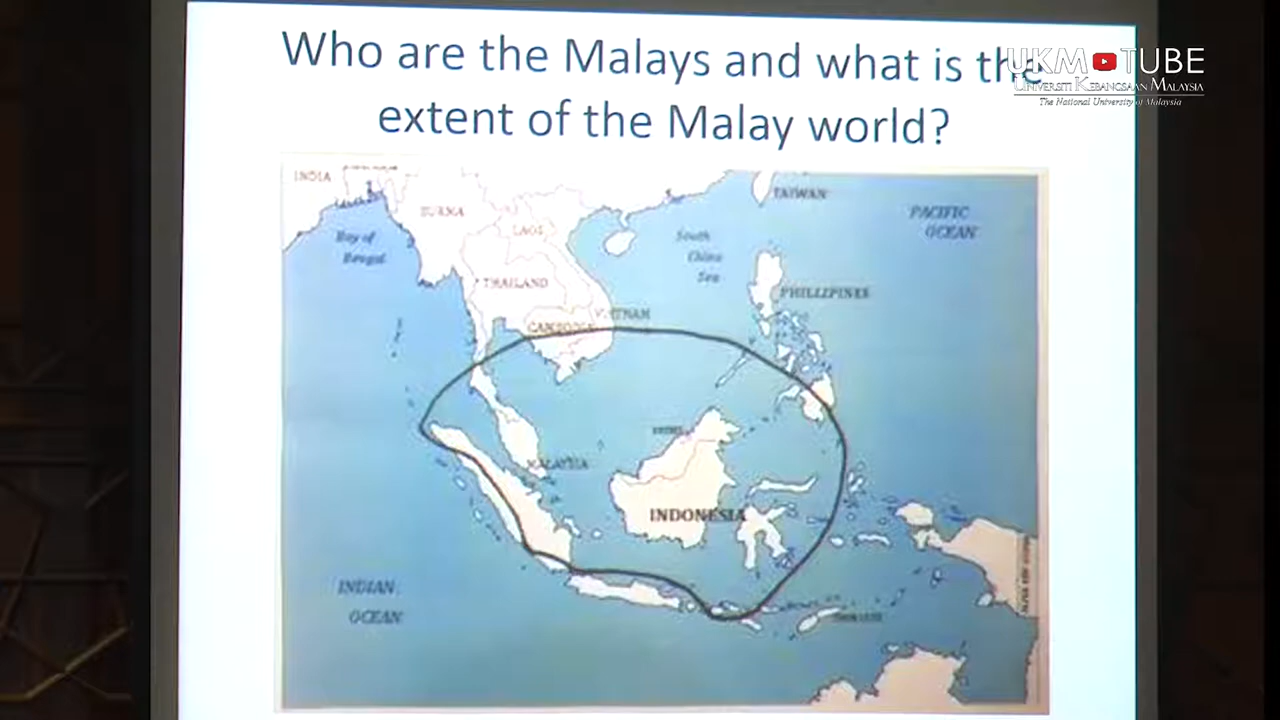 Who are the Malays and what is the
extent of the Malay world?
UKM TUBE
UNIVERSITI KEBANGSAAN MALAYSIA
The National University of Malaysia
INDIA
TAIWAN
BURMA
PACIFIC
OCEAN
LAOS
Bay of
Bengal
South
China
Sea
THAILAND
PHILLIPINES
VIETNAM
CAMBODIA
MALAYSIA
INDONESIA
INDIAN
OCEAN